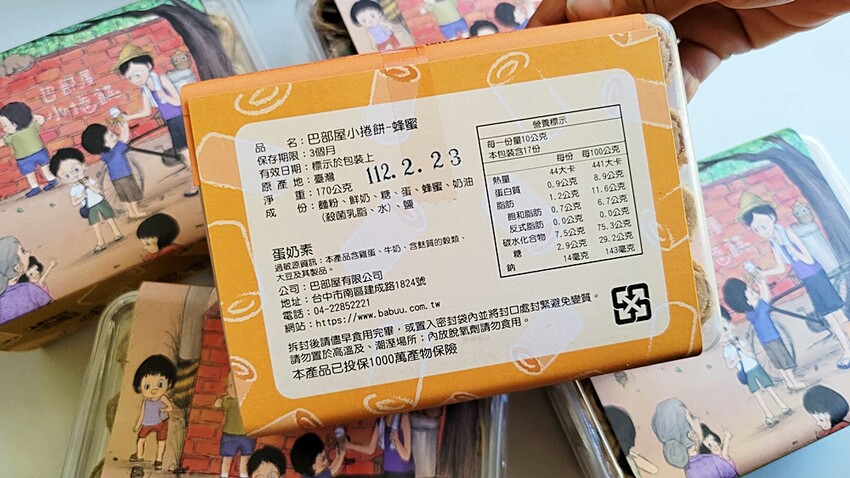 巴部屋
小捲餅
品　　名：巴部屋小捲餅-蜂蜜
保存期限：3個月
有效日期：標示於包裝上
原 產 地：臺灣
112.2.23
淨　　重：170公克
成　　份：麵粉、鮮奶、糖、蛋、蜂蜜、奶油
(殺菌乳脂、水)、鹽
蛋奶素
過敏原資訊：本產品含雞蛋、牛奶、含麩質的穀類、
大豆及其製品。
公司：巴部屋有限公司
地址：台中市南區建成路1824號
電話：04-22852221
網站：https://www.babuu.com.tw
拆封後請儘早食用完畢，或置入密封袋內並將封口處封緊避免變質。
請勿置於高溫及、潮溼場所；內放脫氧劑請勿食用。
本產品已投保1000萬產物保險
營養標示
每一份量10公克
本包裝含17份
每份 每100公克
熱量 44大卡 441大卡
蛋白質 0.9公克 8.9公克
脂肪 1.2公克 11.6公克
飽和脂肪 0.7公克 6.7公克
反式脂肪 0.0公克 0.0公克
碳水化合物 7.5公克 75.3公克
糖 2.9公克 29.2公克
鈉 14毫克 143毫克